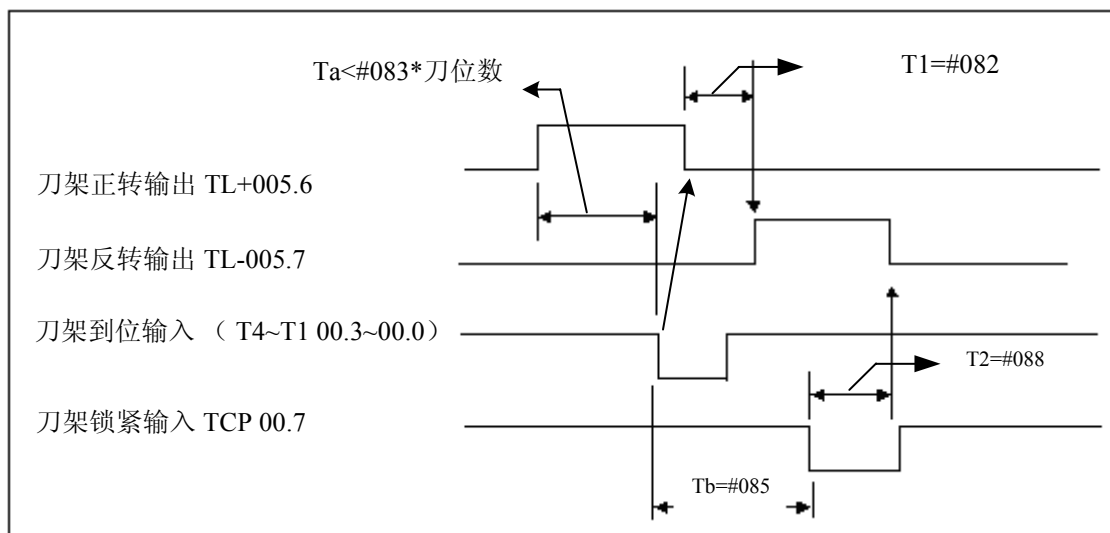 Ta<#083*刀位数
T1=#082
刀架正转输出 TL+005.6
刀架反转输出 TL-005.7
刀架到位输入 （ T4~T1 00.3~00.0）
T2=#088
刀架锁紧输入 TCP 00.7
Tb=#085